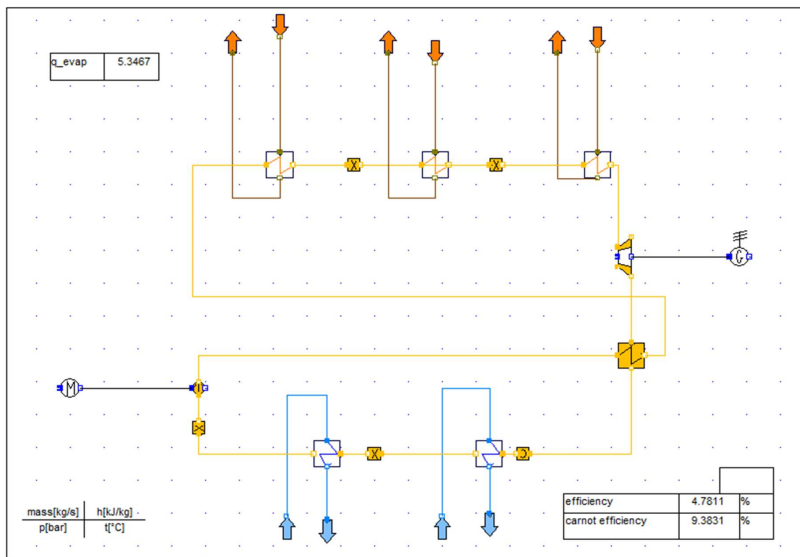 q_evap 5.3467
X X
G
M
X
X C
mass[kg/s] h[kJ/kg]
p[bar] t[°C]
efficiency 4.7811 %
carnot efficiency 9.3831 %